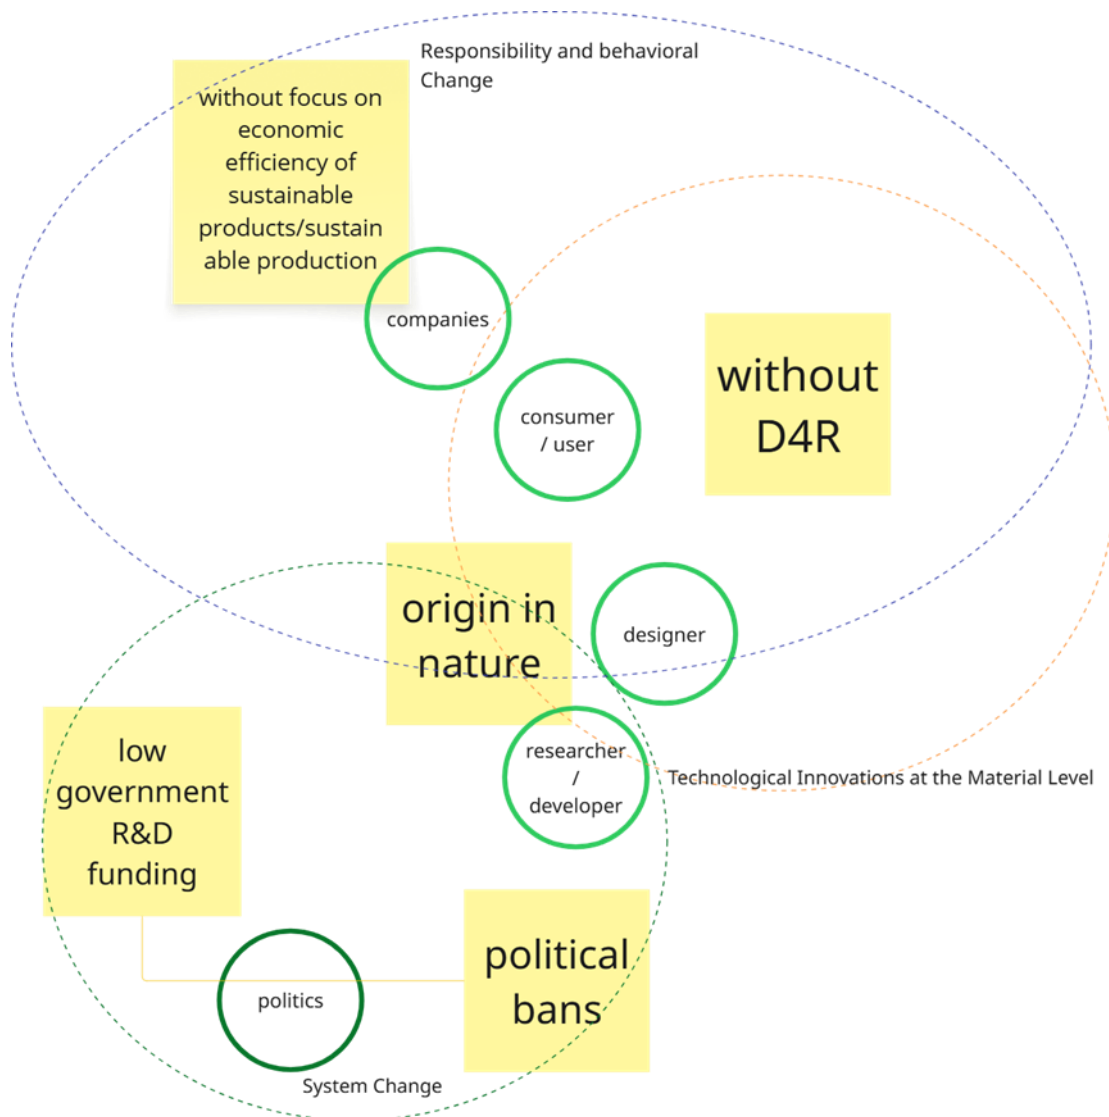 Responsibility and behavioral
Change
without focus on
economic
efficiency of
sustainable
products/sustain
able production
companies
consumer
/ user
without
D4R
origin in
nature
designer
researcher
/
developer
Technological Innovations at the Material Level
low
government
R&D
funding
political
bans
politics
System Change